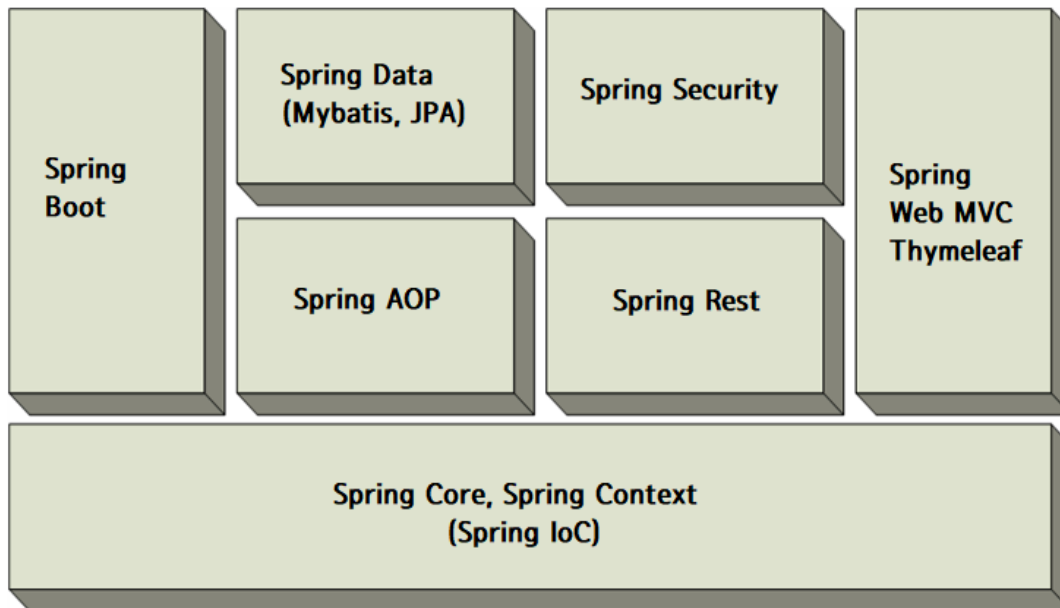 Spring
Boot
Spring Data
(Mybatis, JPA)
Spring Security
Spring AOP
Spring Rest
Spring
Web MVC
Thymeleaf
Spring Core, Spring Context
(Spring IoC)